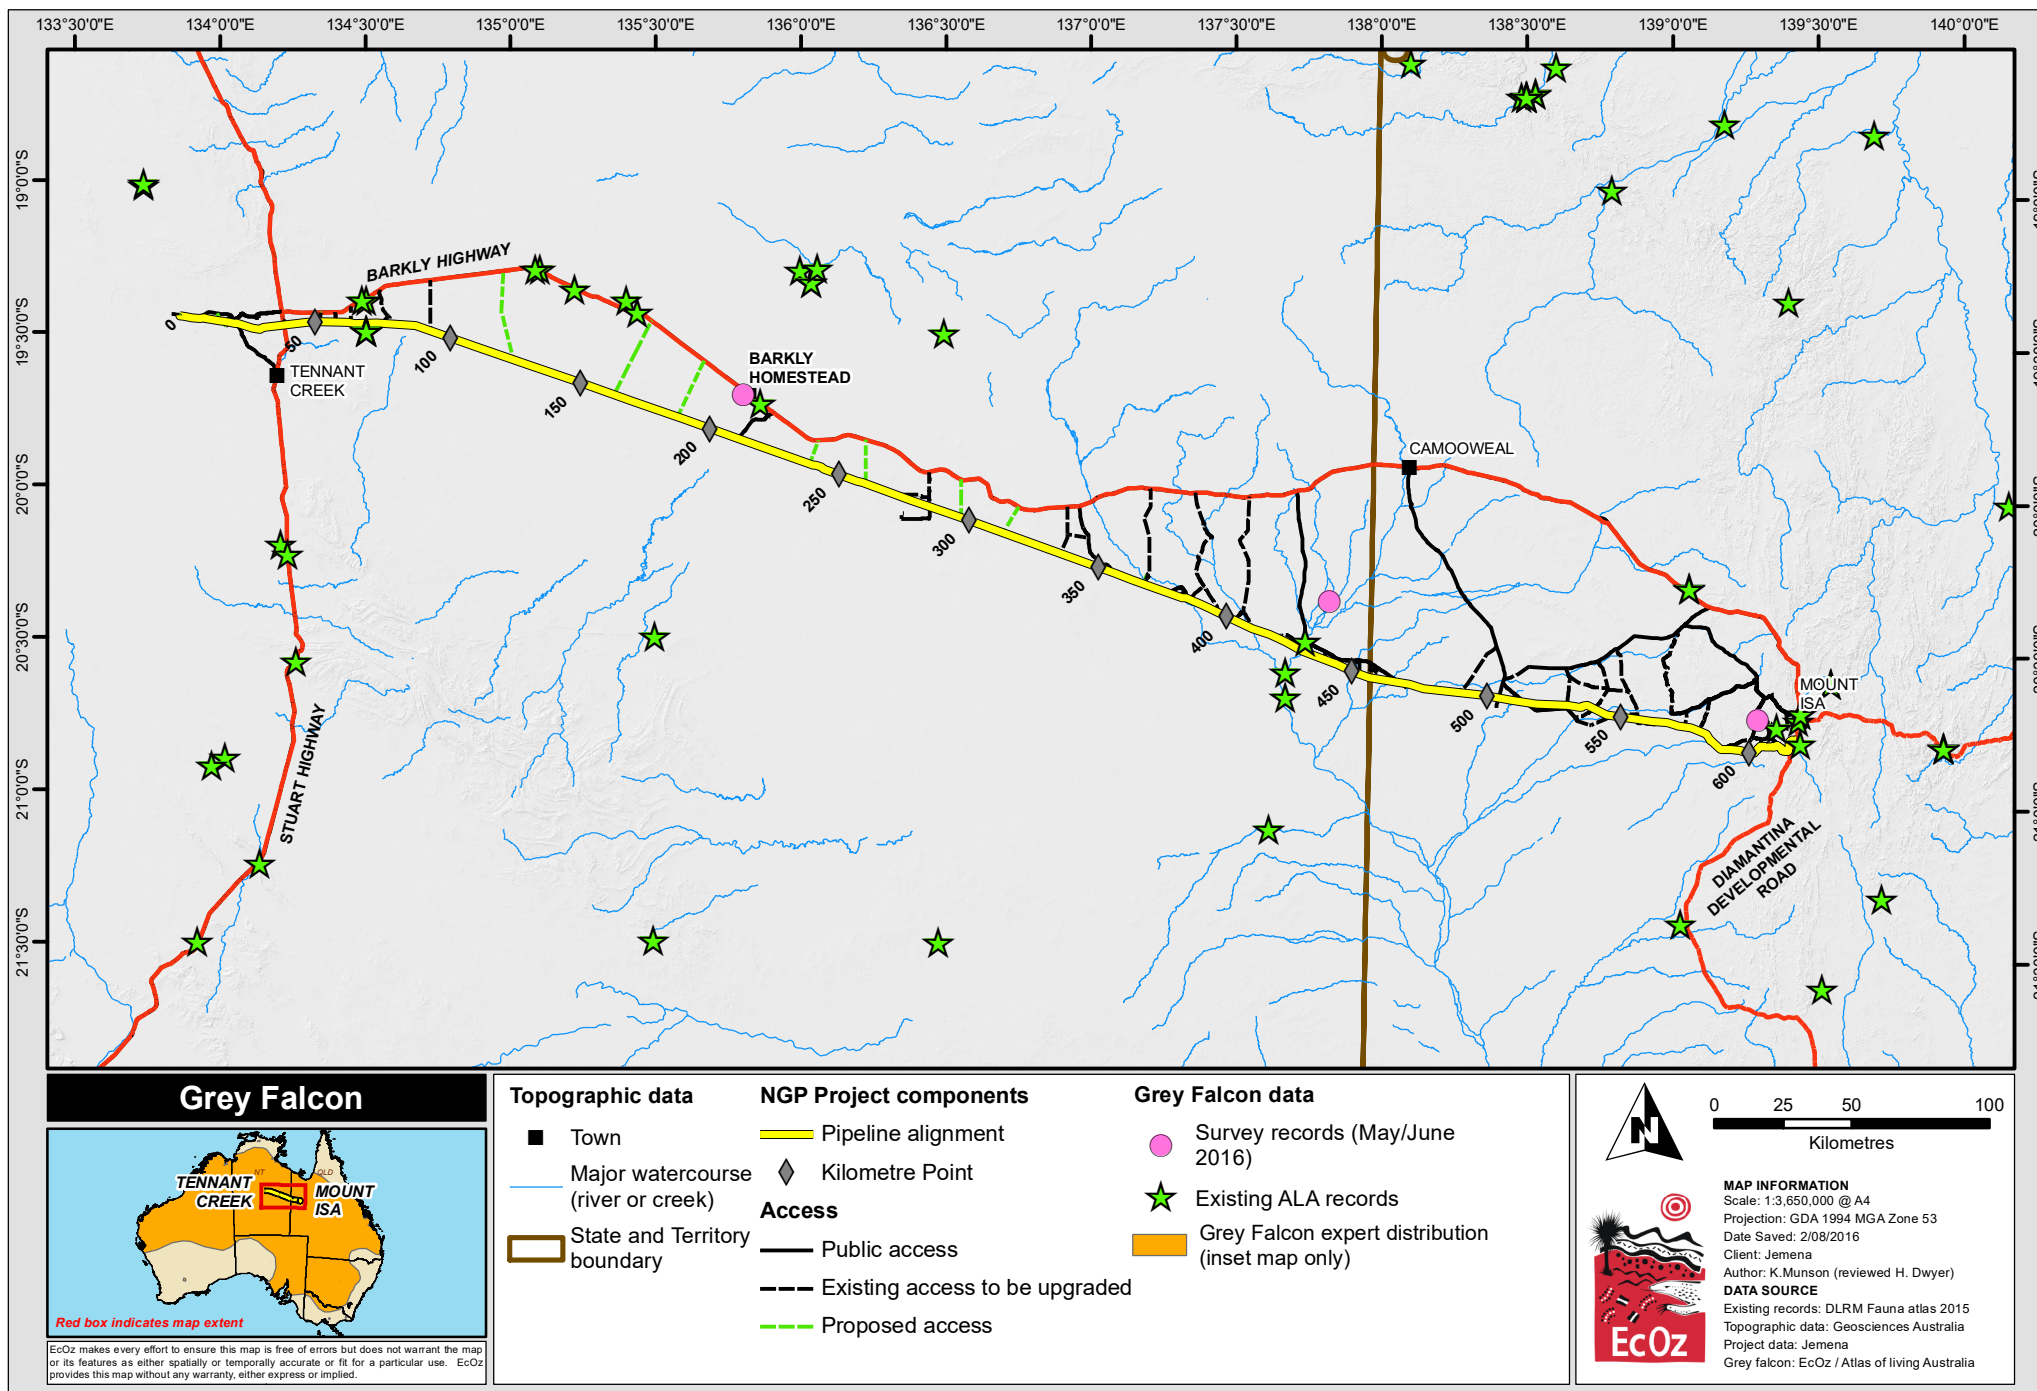 133°30'0"E 134°0'0"E 134°30'0"E 135°0'0"E 135°30'0"E 136°0'0"E 136°30'0"E 137°0'0"E 137°30'0"E 138°0'0"E 138°30'0"E 139°0'0"E 139°30'0"E 140°0'0"E
19°0'0"S
19°30'0"S
20°0'0"S
20°30'0"S
21°0'0"S
21°30'0"S
BARKLY HIGHWAY
0
50
100
150
200
250
300
350
400
450
500
550
600
TENNANT
CREEK
BARKLY
HOMESTEAD
CAMOOWEAL
MOUNT
ISA
STUART HIGHWAY
DIAMANTINA
DEVELOPMENTAL
ROAD
Grey Falcon
NT
QLD
TENNANT
CREEK
MOUNT
ISA
Red box indicates map extent
EcOz makes every effort to ensure this map is free of errors but does not warrant the map
or its features as either spatially or temporally accurate or fit for a particular use. EcOz
provides this map without any warranty, either express or implied.
Topographic data
Town
Major watercourse
(river or creek)
State and Territory
boundary
NGP Project components
Pipeline alignment
Kilometre Point
Access
Public access
Existing access to be upgraded
Proposed access
Grey Falcon data
Survey records (May/June
2016)
Existing ALA records
Grey Falcon expert distribution
(inset map only)
N
0 25 50 100
Kilometres
MAP INFORMATION
Scale: 1:3,650,000 @ A4
Projection: GDA 1994 MGA Zone 53
Date Saved: 2/08/2016
Client: Jemena
Author: K.Munson (reviewed H. Dwyer)
DATA SOURCE
Existing records: DLRM Fauna atlas 2015
Topographic data: Geosciences Australia
Project data: Jemena
Grey falcon: EcOz / Atlas of living Australia
EcOz